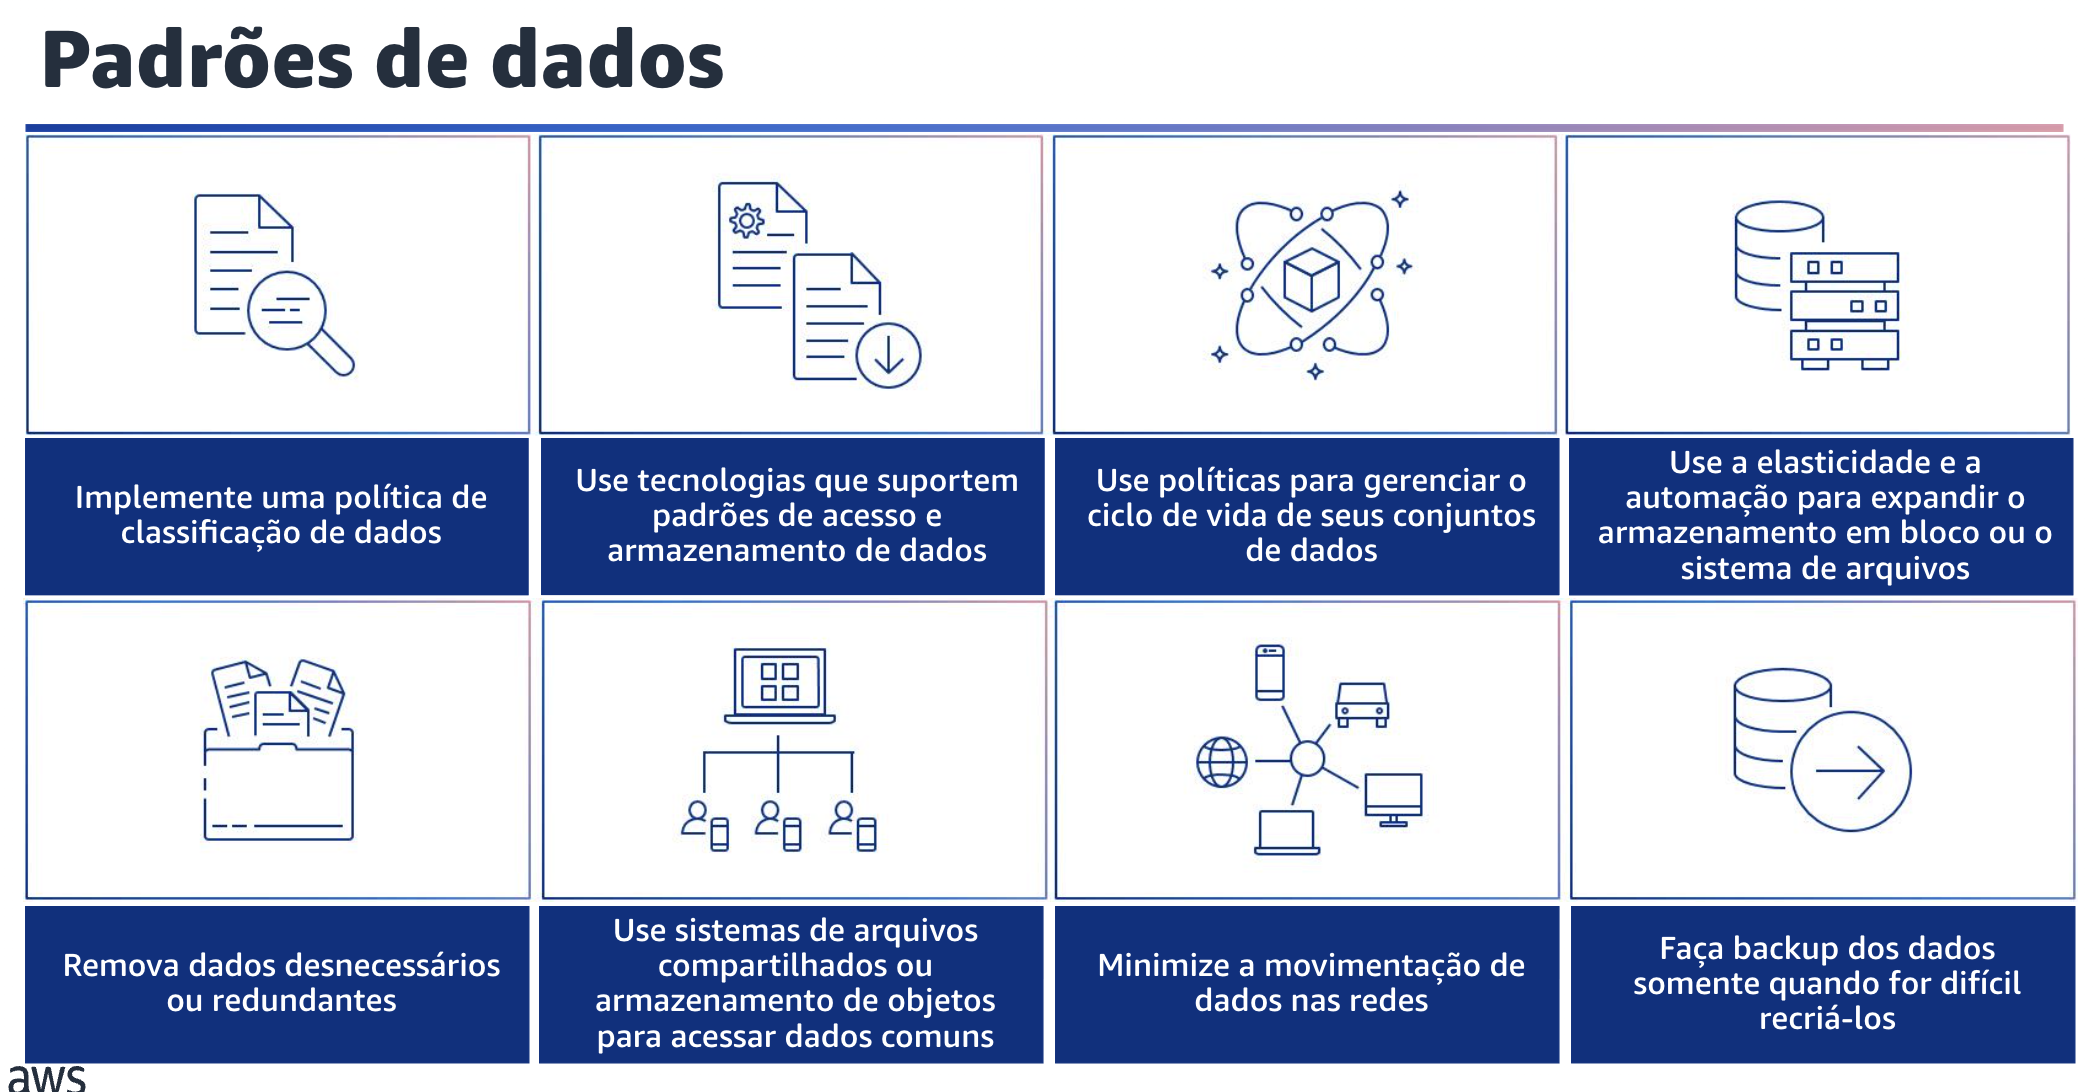 Padrões de dados
Implemente uma política de
classificação de dados
Use tecnologias que suportem
padrões de acesso e
armazenamento de dados
Use políticas para gerenciar o
ciclo de vida de seus conjuntos
de dados
Use a elasticidade e a
automação para expandir o
armazenamento em bloco ou o
sistema de arquivos
Remova dados desnecessários
ou redundantes
Use sistemas de arquivos
compartilhados ou
armazenamento de objetos
para acessar dados comuns
Minimize a movimentação de
dados nas redes
Faça backup dos dados
somente quando for difícil
recriá-los
aws